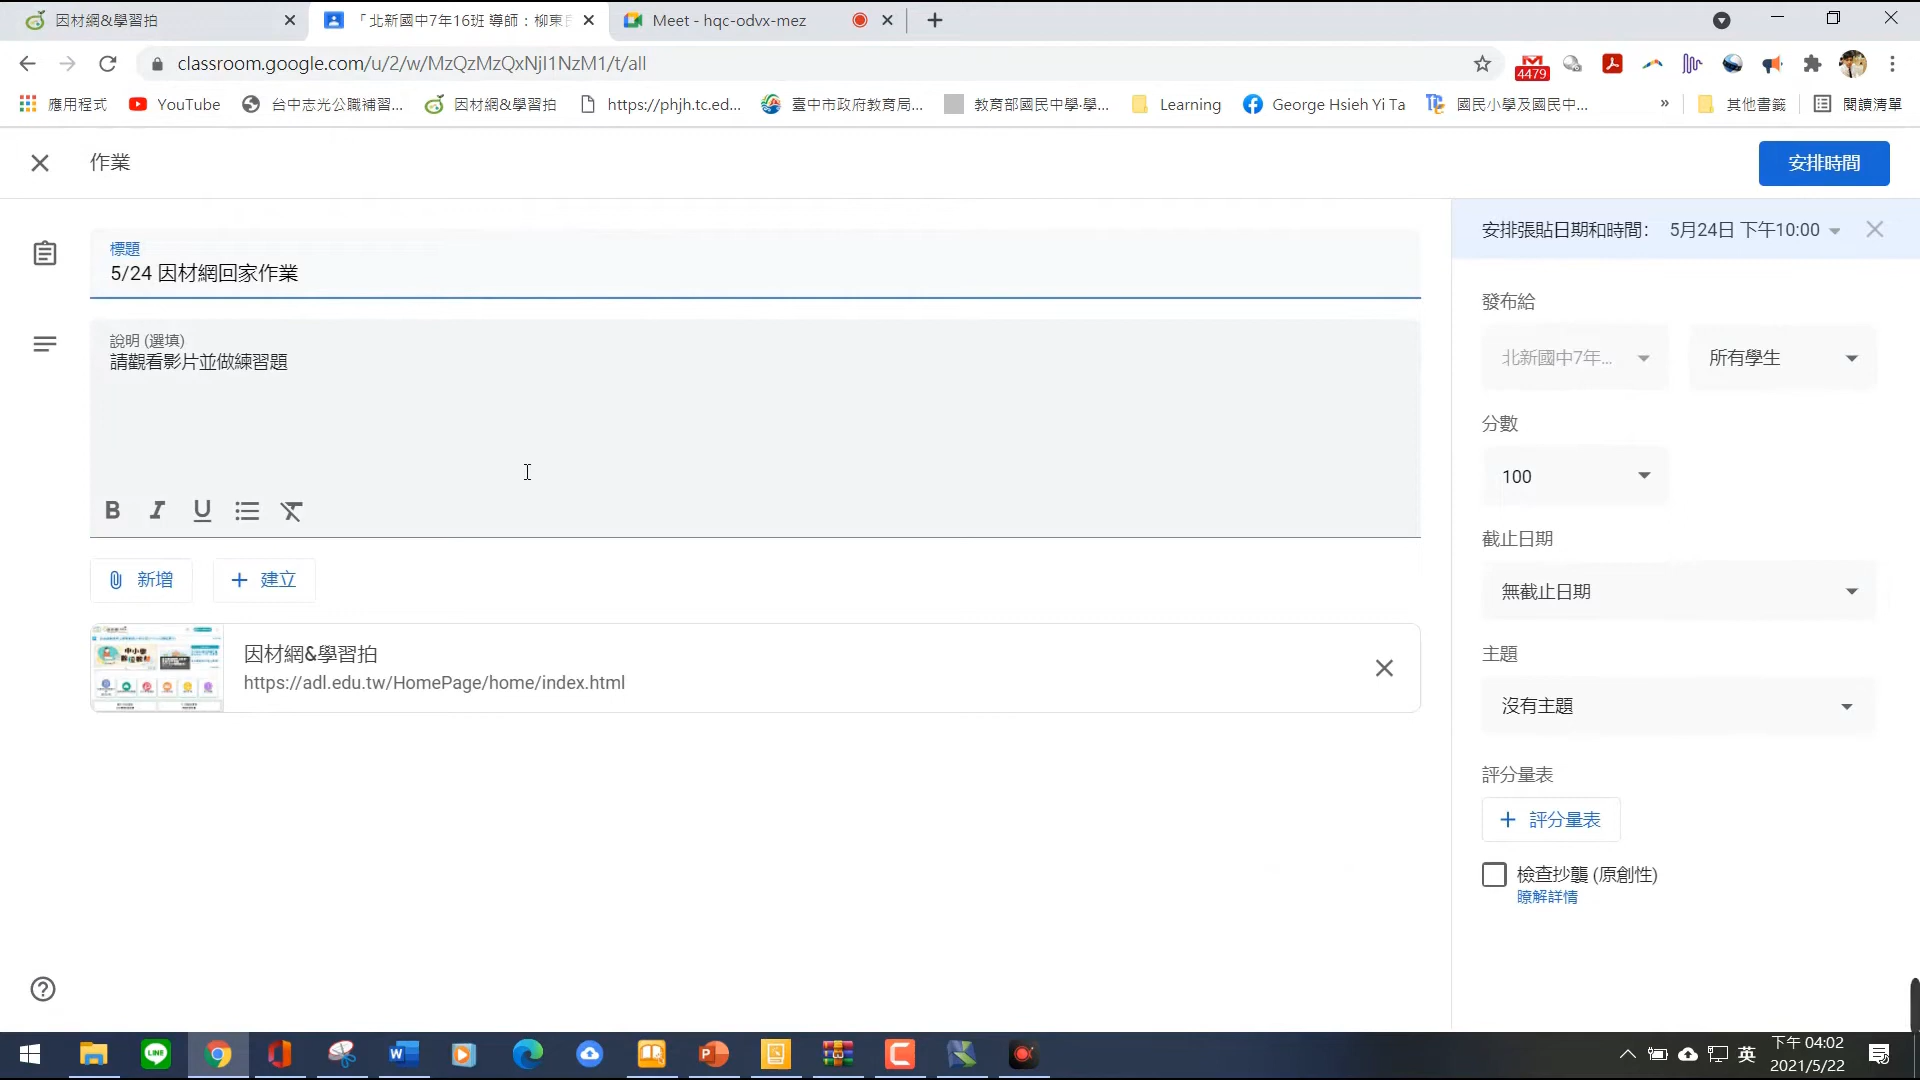 因材網&學習拍
「北新國中7年16班 導師：柳東
Meet - hqc-odvx-mez
classroom.google.com/u/2/w/MzQzMzQxNjI1NzM1/t/all
4479
應用程式
YouTube
台中志光公職補習...
因材網&學習拍
https://phjh.tc.ed...
臺中市政府教育局...
教育部國民中學·學...
Learning
George Hsieh Yi Ta
國民小學及國民中...
»
其他書籤
閱讀清單
作業
安排時間
安排張貼日期和時間：
5月24日 下午10:00
標題
5/24 因材網回家作業
說明 (選填)
請觀看影片並做練習題
B I U
新增
建立
因材網&學習拍
https://adl.edu.tw/HomePage/home/index.html
發布給
北新國中7年...
所有學生
分數
100
截止日期
無截止日期
主題
沒有主題
評分量表
評分量表
檢查抄襲 (原創性)
瞭解詳情
LINE
英
下午 04:02
2021/5/22